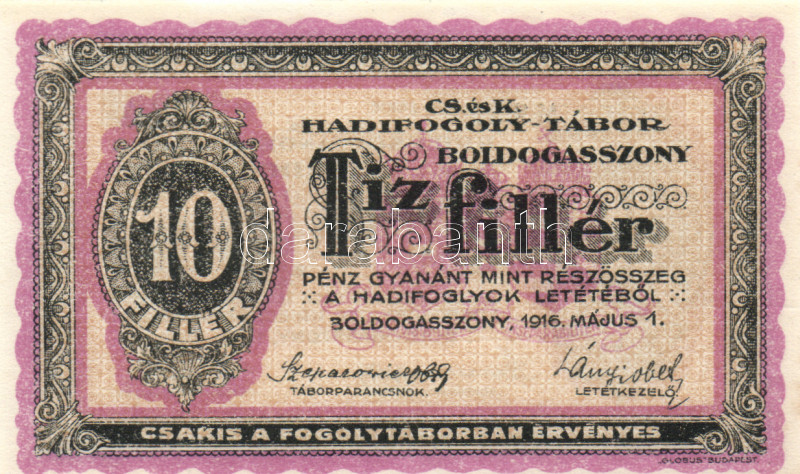 CS. és K.
HADIFOGOLY-TÁBOR
BOLDOGASSZONY
Tiz fillér
10
FILLÉR
darabanth
PÉNZ GYANÁNT MINT RÉSZÖSSZEG
A HADIFOGLYOK LETÉTÉBŐL
BOLDOGASSZONY, 1916. MÁJUS 1.
TÁBORPARANCSNOK.
LETÉTKEZELŐ.
CSAKIS A FOGOLYTÁBORBAN ÉRVÉNYES
„GLOBUS" BUDAPEST.